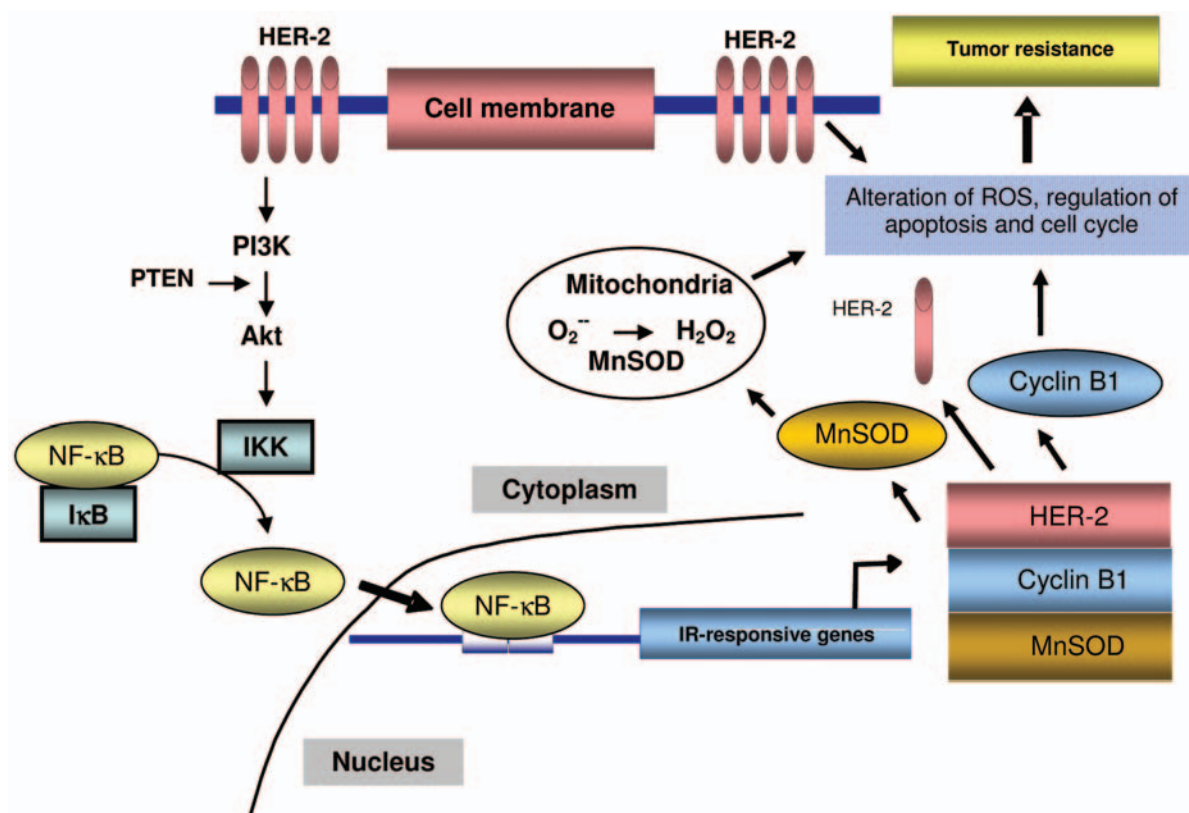 HER-2
HER-2
Tumor resistance
Cell membrane
Alteration of ROS, regulation of
apoptosis and cell cycle
PI3K
PTEN
Akt
Mitochondria
O₂˙⁻ H₂O₂
MnSOD
HER-2
Cyclin B1
MnSOD
NF-κB
IκB
IKK
Cytoplasm
NF-κB
NF-κB
IR-responsive genes
HER-2
Cyclin B1
MnSOD
Nucleus